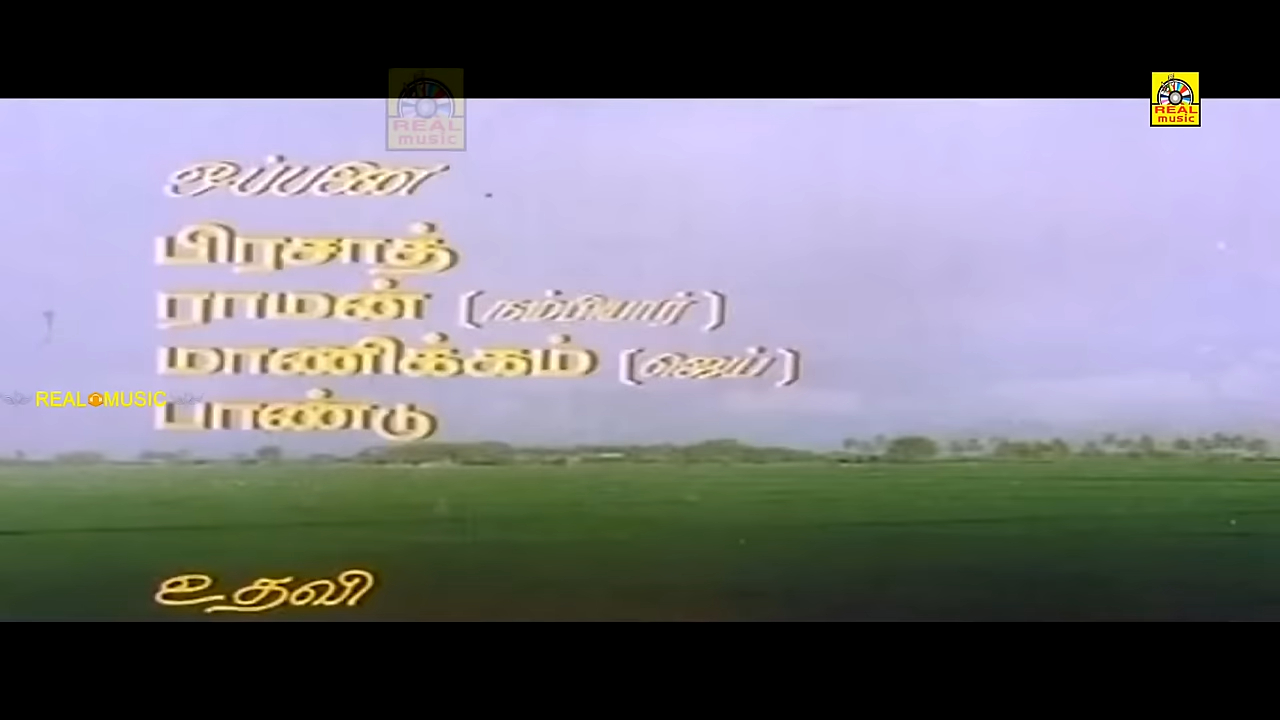 REAL music
REAL music
ஒப்பனை
பிரசாத்
ராமன் (நம்பியார்)
மாணிக்கம் (ஜெய்)
REAL MUSIC
பாண்டு
உதவி